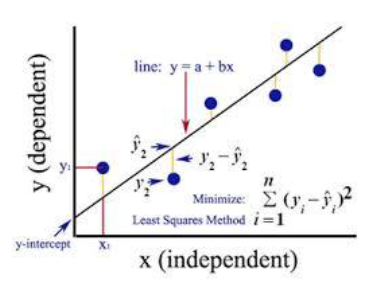 line: y = a + bx
y (dependent)
ŷ₂
y₂ − ŷ₂
y₁
y₂
Minimize: n Σ i = 1 (yᵢ − ŷᵢ)²
Least Squares Method
y-intercept
x₁
x (independent)